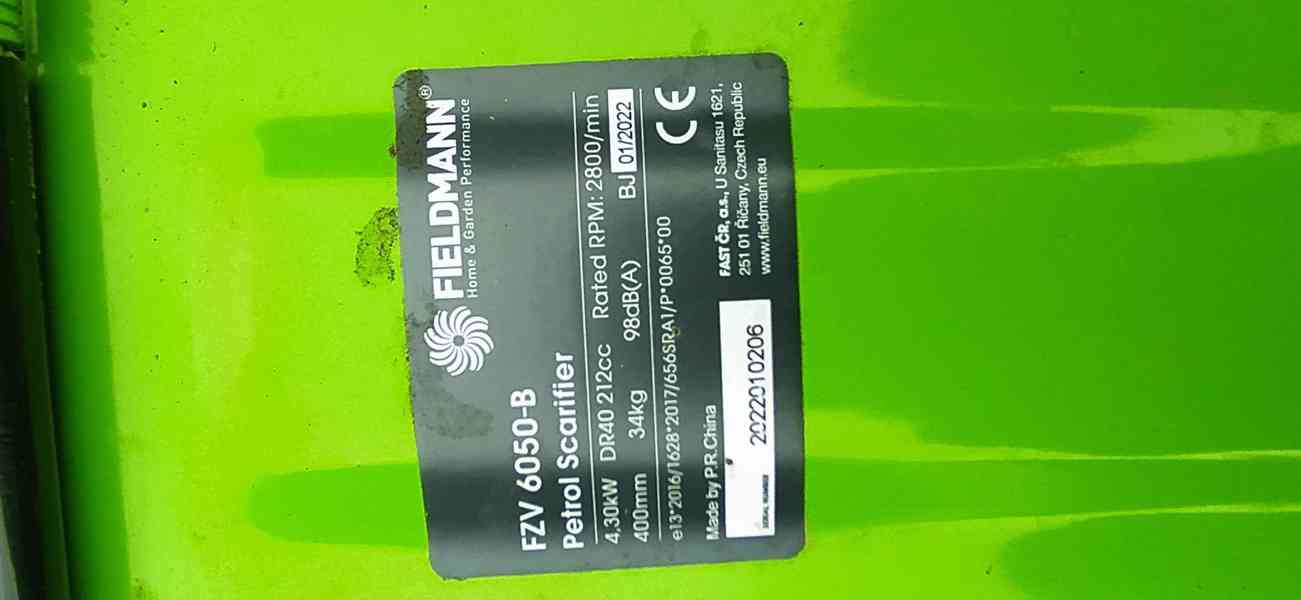 FIELDMANN®
Home & Garden Performance
FZV 6050-B
Petrol Scarifier
4,30kW DR40 212cc Rated RPM: 2800/min
400mm 34kg 98dB(A) BJ 01/2022
e13*2016/1628*2017/656SRA1/P*0065*00
CE
Made by P.R.China
FAST ČR, a.s., U Sanitasu 1621,
251 01 Říčany, Czech Republic
www.fieldmann.eu
SERIAL NUMBER
20222010206